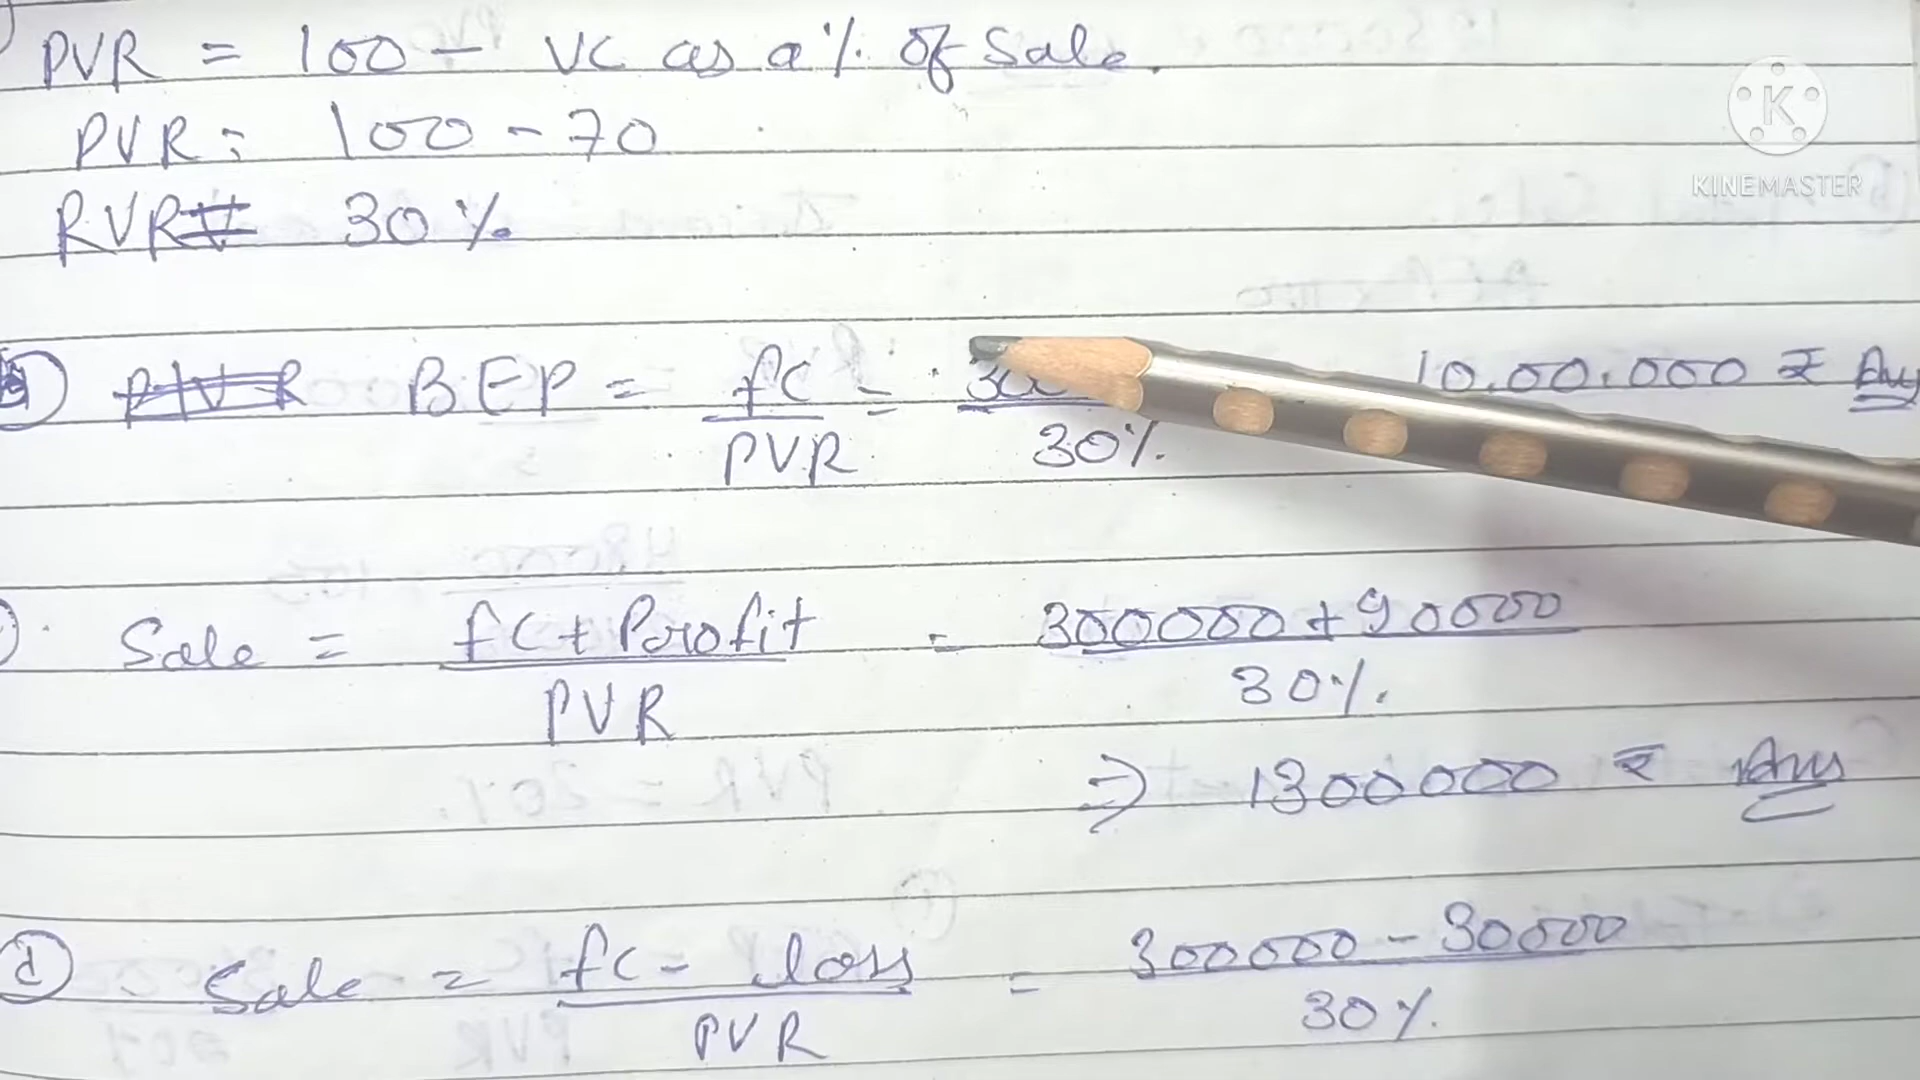 PVR = 100 - VC as a % of Sale.
PVR = 100 - 70
RVR = 30 %
KINEMASTER
BEP = fC / PVR = 300 / 30% 10,00,000 ₹ Ans
Sale = fC + Profit / PVR = 300000 + 90000 / 30%
⇒ 1300000 ₹ Ans
d Sale = fC - loss / PVR = 300000 - 30000 / 30%